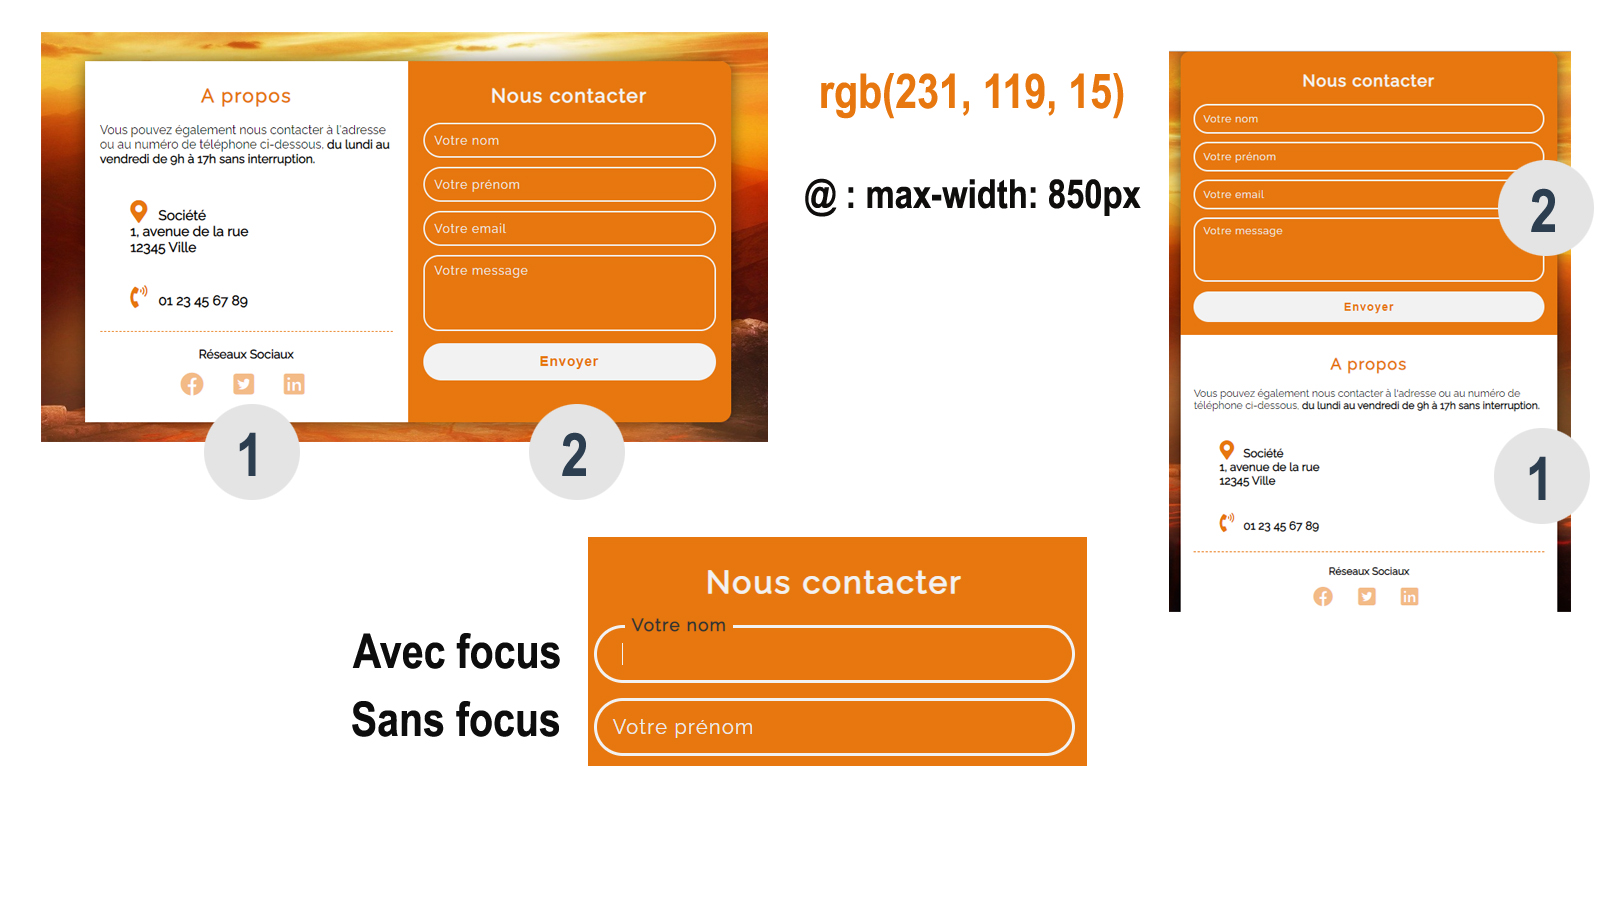 A propos
Vous pouvez également nous contacter à l'adresse
ou au numéro de téléphone ci-dessous, du lundi au
vendredi de 9h à 17h sans interruption.
Société
1, avenue de la rue
12345 Ville
01 23 45 67 89
Réseaux Sociaux
1
Nous contacter
Votre nom
Votre prénom
Votre email
Votre message
Envoyer
2
rgb(231, 119, 15)
@ : max-width: 850px
Nous contacter
Votre nom
Votre prénom
Votre email
Votre message
Envoyer
2
A propos
Vous pouvez également nous contacter à l'adresse ou au numéro de
téléphone ci-dessous, du lundi au vendredi de 9h à 17h sans interruption.
Société
1, avenue de la rue
12345 Ville
01 23 45 67 89
Réseaux Sociaux
1
Avec focus
Sans focus
Nous contacter
Votre nom
Votre prénom